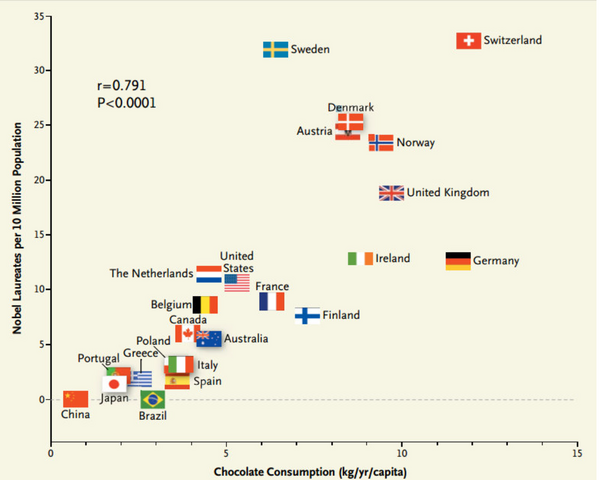 35
Sweden
Switzerland
30
r=0.791
P<0.0001
Denmark
25
Austria
Norway
20
United Kingdom
Nobel Laureates per 10 Million Population
15
United
States
Ireland
Germany
The Netherlands
10
France
Belgium
Finland
Canada
5
Australia
Poland
Greece
Portugal
Italy
Spain
Japan
0
China
Brazil
0
5
10
15
Chocolate Consumption (kg/yr/capita)